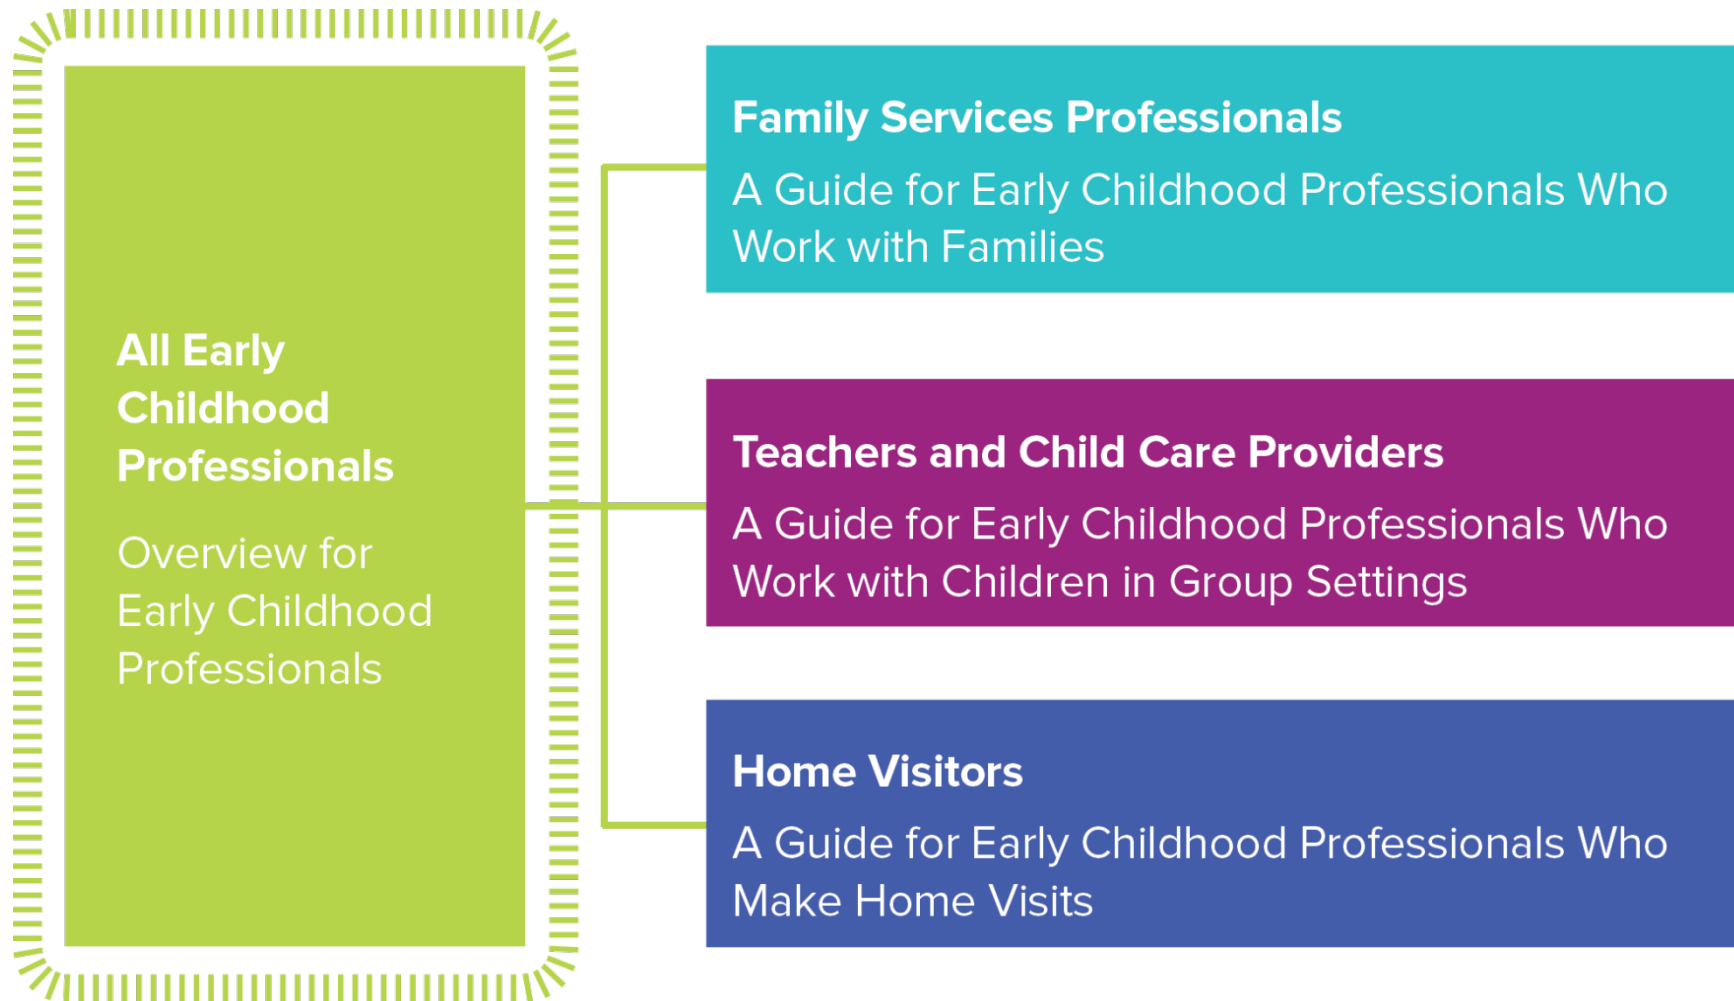 All Early
Childhood
Professionals
Overview for
Early Childhood
Professionals
Family Services Professionals
A Guide for Early Childhood Professionals Who
Work with Families
Teachers and Child Care Providers
A Guide for Early Childhood Professionals Who
Work with Children in Group Settings
Home Visitors
A Guide for Early Childhood Professionals Who
Make Home Visits